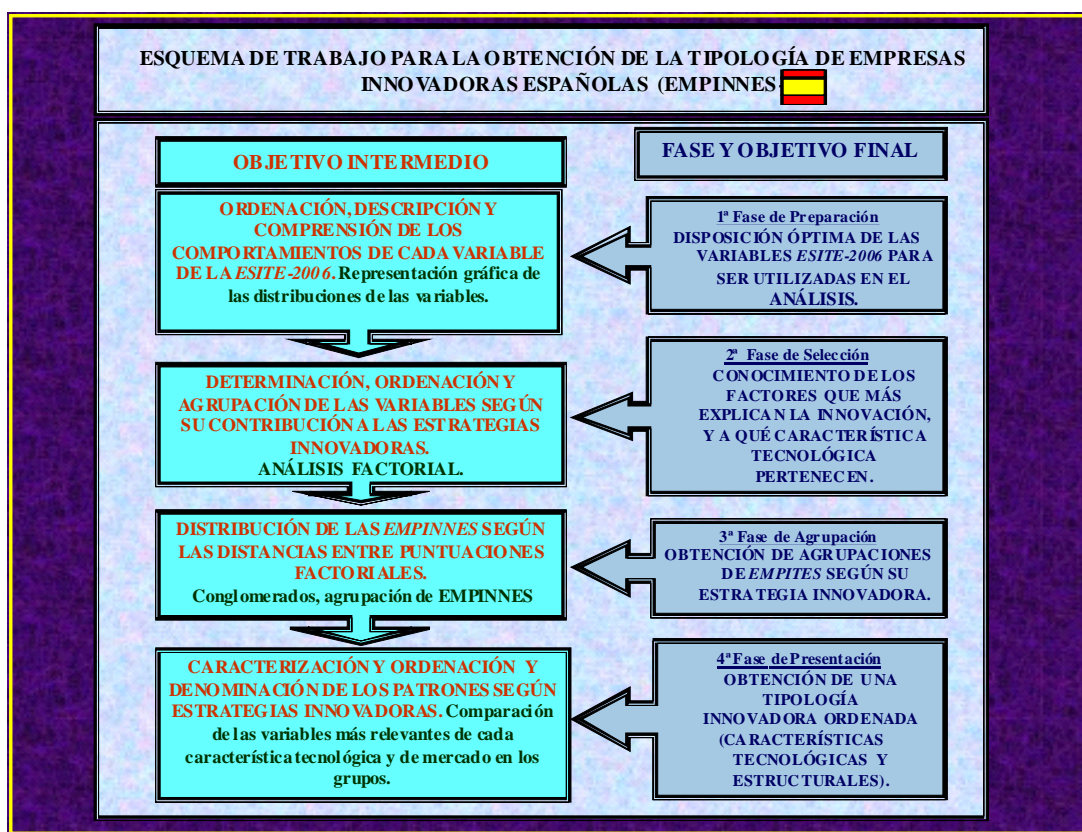 ESQUEMA DE TRABAJO PARA LA OBTENCIÓN DE LA TIPOLOGÍA DE EMPRESAS
INNOVADORAS ESPAÑOLAS (EMPINNES
OBJETIVO INTERMEDIO
ORDENACIÓN, DESCRIPCIÓN Y
COMPRENSIÓN DE LOS
COMPORTAMIENTOS DE CADA VARIABLE
DE LA ESITE-2006. Representación gráfica de
las distribuciones de las variables.
DETERMINACIÓN, ORDENACIÓN Y
AGRUPACIÓN DE LAS VARIABLES SEGÚN
SU CONTRIBUCIÓN A LAS ESTRATEGIAS
INNOVADORAS.
ANÁLISIS FACTORIAL.
DISTRIBUCIÓN DE LAS EMPINNES SEGÚN
LAS DISTANCIAS ENTRE PUNTUACIONES
FACTORIALES.
Conglomerados, agrupación de EMPINNES
CARACTERIZACIÓN Y ORDENACIÓN Y
DENOMINACIÓN DE LOS PATRONES SEGÚN
ESTRATEGIAS INNOVADORAS. Comparación
de las variables más relevantes de cada
característica tecnológica y de mercado en los
grupos.
FASE Y OBJETIVO FINAL
1ª Fase de Preparación
DISPOSICIÓN ÓPTIMA DE LAS
VARIABLES ESITE-2006 PARA
SER UTILIZADAS EN EL
ANÁLISIS.
2ª Fase de Selección
CONOCIMIENTO DE LOS
FACTORES QUE MÁS
EXPLICAN LA INNOVACIÓN,
Y A QUÉ CARACTERÍSTICA
TECNOLÓGICA
PERTENECEN.
3ª Fase de Agrupación
OBTENCIÓN DE AGRUPACIONES
DE EMPITES SEGÚN SU
ESTRATEGIA INNOVADORA.
4ª Fase de Presentación
OBTENCIÓN DE UNA
TIPOLOGÍA
INNOVADORA ORDENADA
(CARACTERÍSTICAS
TECNOLÓGICAS Y
ESTRUCTURALES).